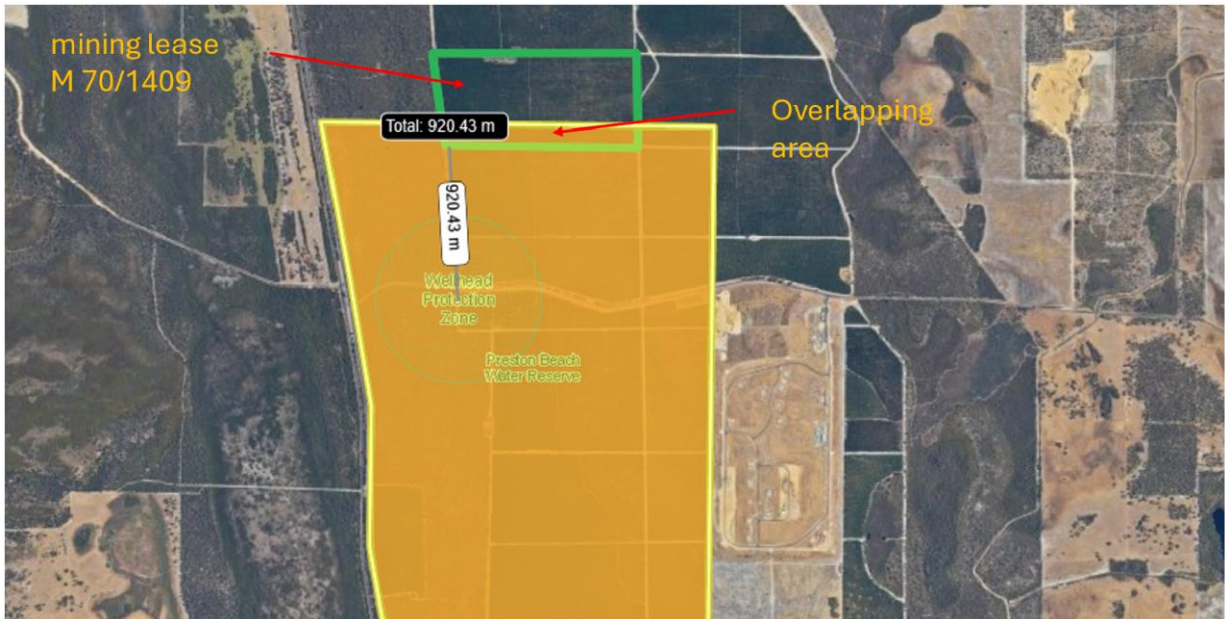 mining lease
M 70/1409
Total: 920.43 m
Overlapping
area
920.43 m
Wellhead
Protection
Zone
Preston Beach
Water Reserve